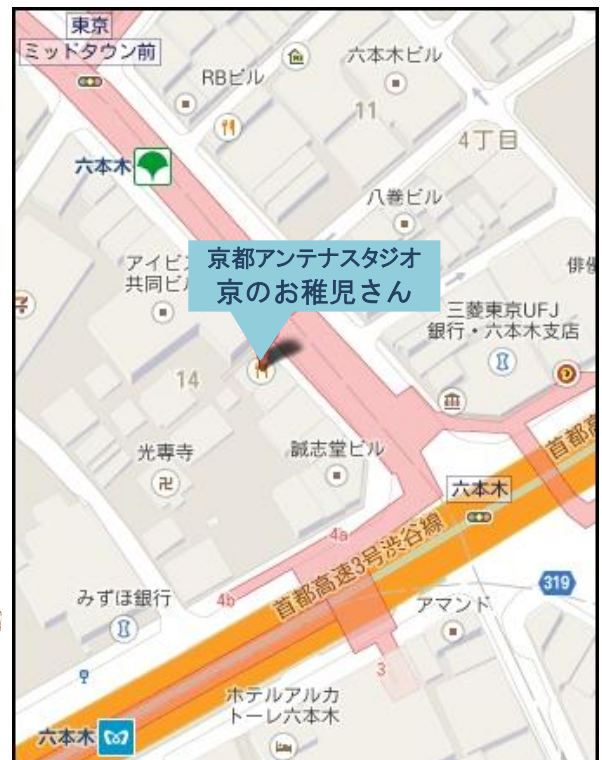 東京
ミッドタウン前
六本木ビル
RBビル
11
4丁目
六本木
八巻ビル
京都アンテナスタジオ
京のお稚児さん
アイビ
共同ビ
俳優
三菱東京UFJ
銀行・六本木支店
14
光専寺
誠志堂ビル
首都高
六本木
4a
首都高速3号渋谷線
319
みずほ銀行
4b
アマンド
3
ホテルアルカ
トーレ六本木
六本木